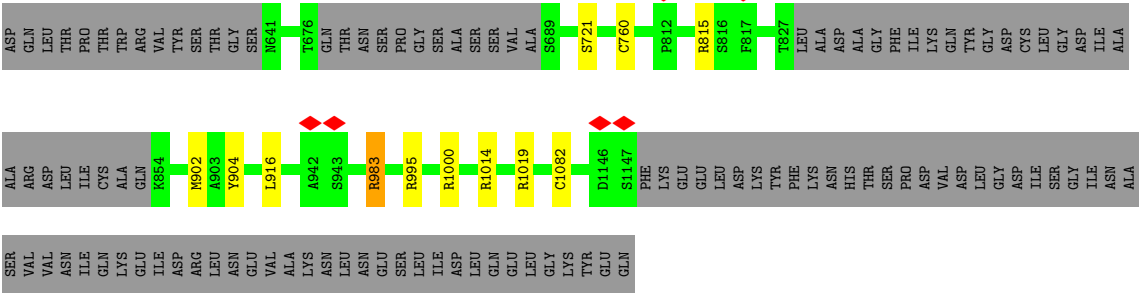 ASP GLN LEU THR PRO THR TRP ARG VAL TYR SER THR GLY SER N641 T676 GLN THR ASN SER PRO GLY SER ALA SER SER VAL ALA S689 S721 C760 P812 R815 S816 F817 T827 LEU ALA ASP ALA GLY PHE ILE LYS GLN TYR GLY ASP CYS LEU GLY ASP ILE ALA
ALA ARG ASP LEU ILE CYS ALA GLN K854 M902 A903 Y904 L916 A942 S943 R983 R995 R1000 R1014 R1019 C1082 D1146 S1147 PHE LYS GLU GLU LEU ASP LYS TYR PHE LYS ASN HIS THR SER PRO ASP VAL ASP LEU GLY ASP ILE SER GLY ILE ASN ALA
SER VAL VAL ASN ILE GLN LYS GLU ILE ASP ARG LEU ASN GLU VAL ALA LYS ASN LEU ASN GLU SER LEU ILE ASP LEU GLN GLU LEU GLY LYS TYR GLU GLN